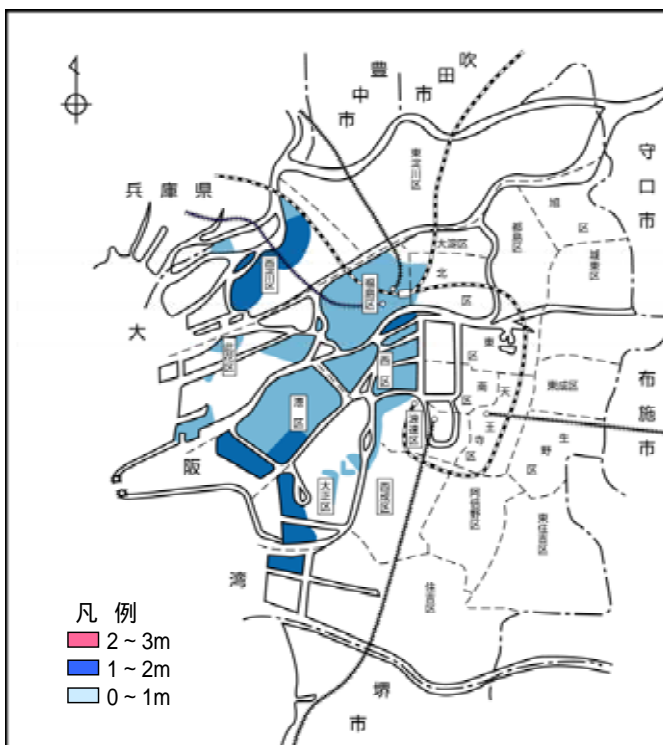 豊中市
吹田市
兵庫県
守口市
東淀川区
旭区
都島区
城東区
大淀区
北区
西淀川区
福島区
此花区
東区
西区
南区
天王寺区
東成区
布施市
港区
浪速区
生野区
大正区
西成区
阿倍野区
東住吉区
住吉区
大阪湾
堺市
凡 例
2~3m
1~2m
0~1m